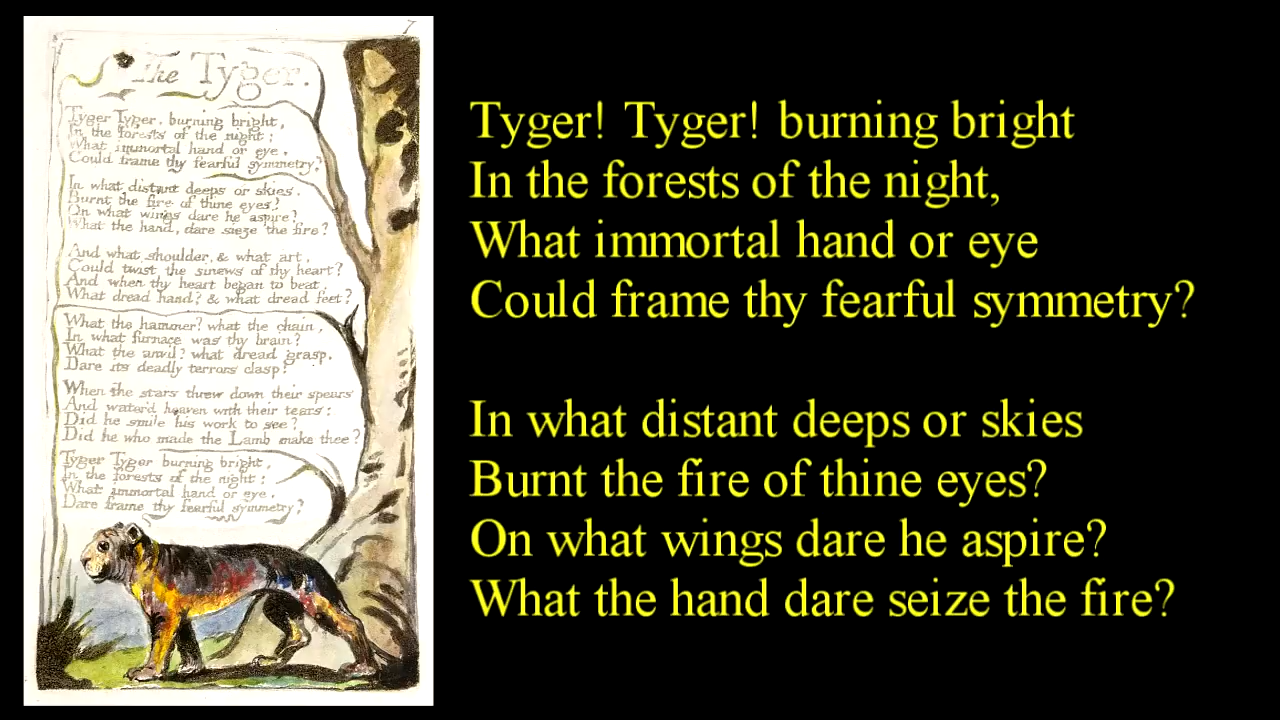 7
The Tyger.
Tyger Tyger, burning bright,
In the forests of the night:
What immortal hand or eye,
Could frame thy fearful symmetry?
In what distant deeps or skies.
Burnt the fire of thine eyes?
On what wings dare he aspire?
What the hand, dare sieze the fire?
And what shoulder, & what art,
Could twist the sinews of thy heart?
And when thy heart began to beat,
What dread hand? & what dread feet?
What the hammer? what the chain,
In what furnace was thy brain?
What the anvil? what dread grasp,
Dare its deadly terrors clasp!
When the stars threw down their spears
And water'd heaven with their tears:
Did he smile his work to see?
Did he who made the Lamb make thee?
Tyger Tyger burning bright,
In the forests of the night:
What immortal hand or eye,
Dare frame thy fearful symmetry?
Tyger! Tyger! burning bright
In the forests of the night,
What immortal hand or eye
Could frame thy fearful symmetry?
In what distant deeps or skies
Burnt the fire of thine eyes?
On what wings dare he aspire?
What the hand dare seize the fire?